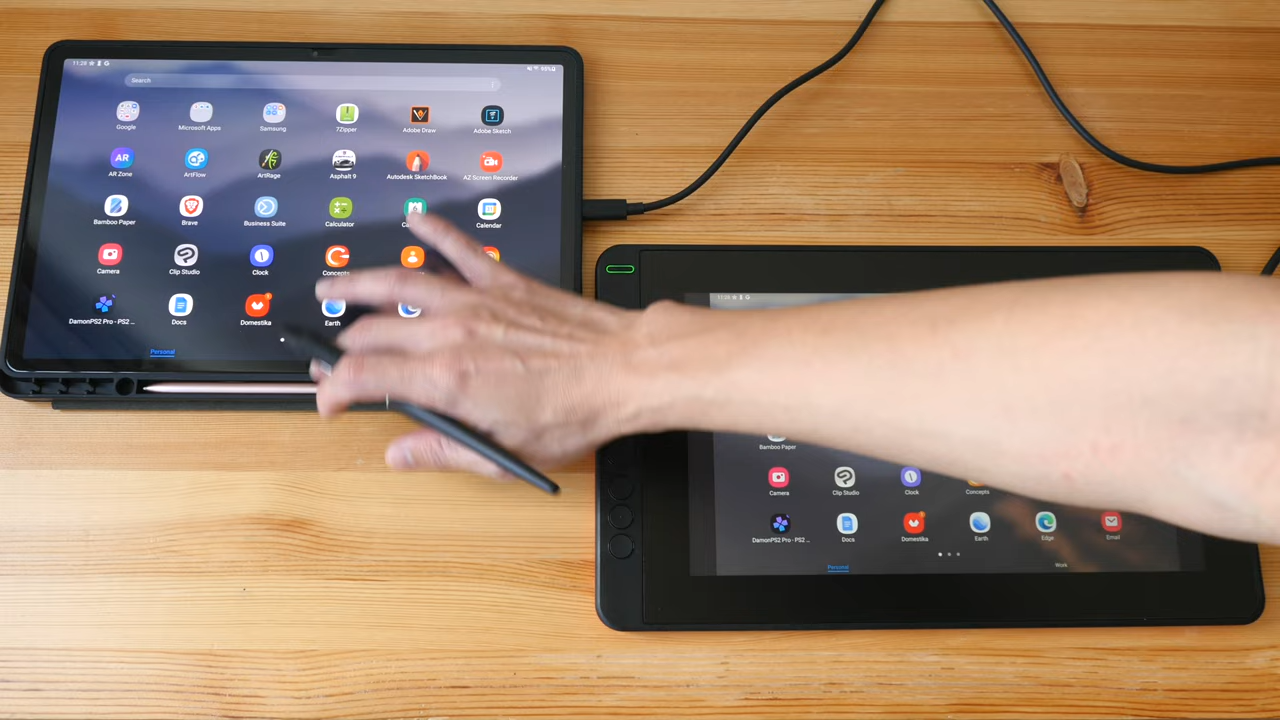 11:29
Search
Google Microsoft Apps Samsung 7Zipper Adobe Draw Adobe Sketch
AR
AR Zone ArtFlow ArtRage Asphalt 9 Autodesk SketchBook AZ Screen Recorder
Bamboo Paper Brave Business Suite Calculator Calendar
Camera Clip Studio Clock Concepts
DamonPS2 Pro - PS2 ... Docs Domestika Earth
Personal
Bamboo Paper
Camera Clip Studio Clock Concepts
DamonPS2 Pro - PS2 ... Docs Domestika Earth Edge Email
Personal Work